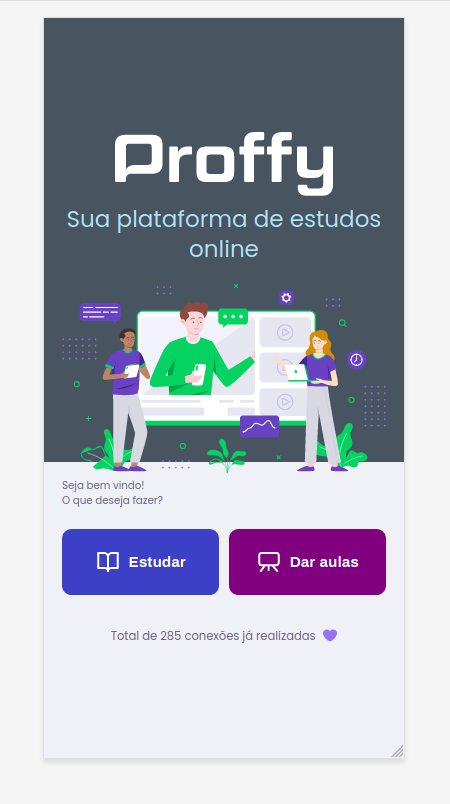 Proffy
Sua plataforma de estudos
online
Seja bem vindo!
O que deseja fazer?
Estudar
Dar aulas
Total de 285 conexões já realizadas